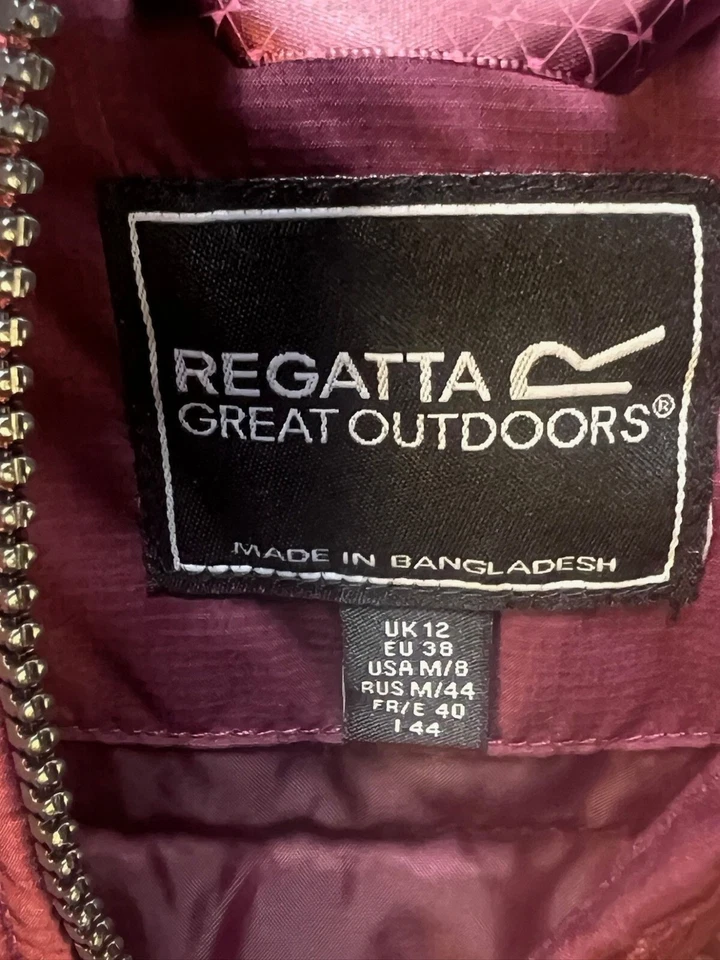 REGATTA
GREAT OUTDOORS®
MADE IN BANGLADESH
UK 12
EU 38
USA M/8
RUS M/44
FR/E 40
I 44